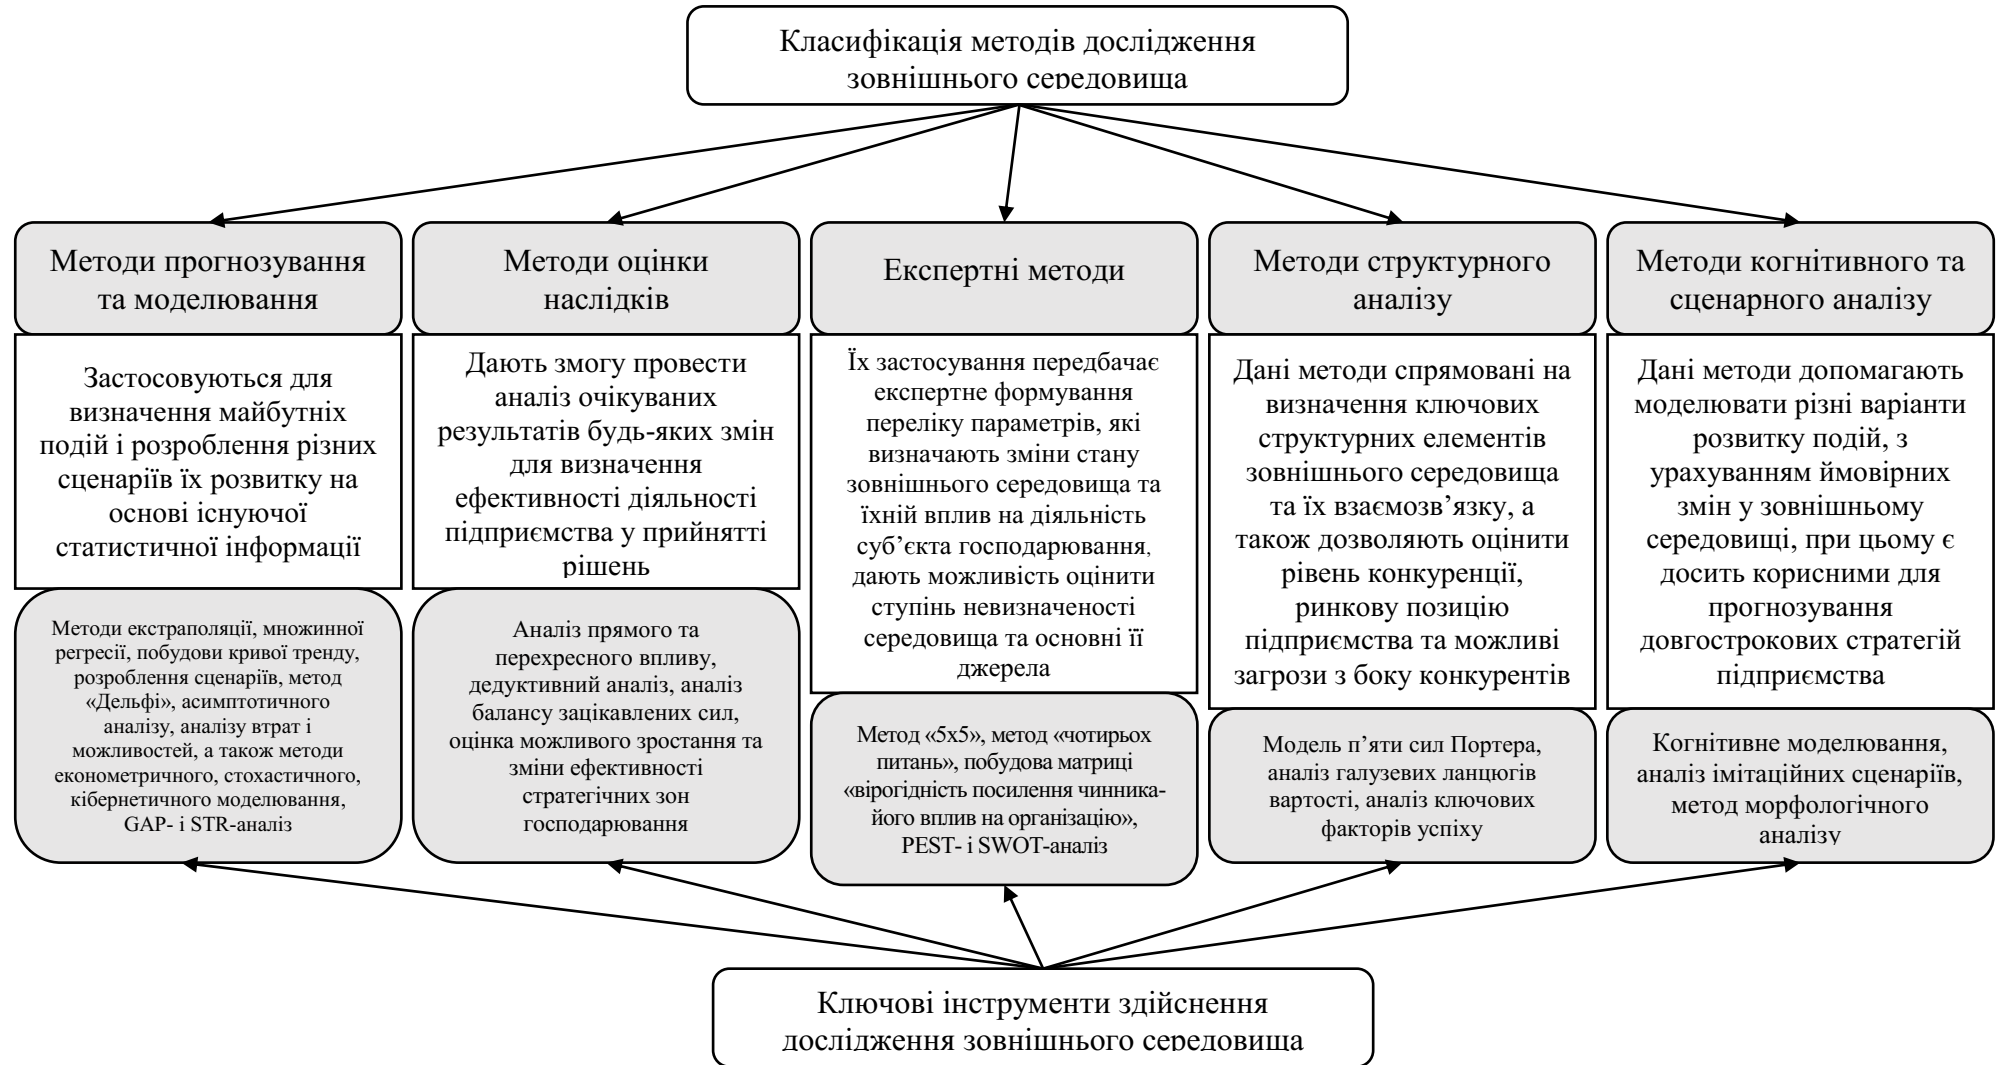 Класифікація методів дослідження
зовнішнього середовища
Методи прогнозування
та моделювання
Застосовуються для
визначення майбутніх
подій і розроблення різних
сценаріїв їх розвитку на
основі існуючої
статистичної інформації
Методи екстраполяції, множинної
регресії, побудови кривої тренду,
розроблення сценаріїв, метод
«Дельфі», асимптотичного
аналізу, аналізу втрат і
можливостей, а також методи
економетричного, стохастичного,
кібернетичного моделювання,
GAP- і STR-аналіз
Методи оцінки
наслідків
Дають змогу провести
аналіз очікуваних
результатів будь-яких змін
для визначення
ефективності діяльності
підприємства у прийнятті
рішень
Аналіз прямого та
перехресного впливу,
дедуктивний аналіз, аналіз
балансу зацікавлених сил,
оцінка можливого зростання та
зміни ефективності
стратегічних зон
господарювання
Експертні методи
Їх застосування передбачає
експертне формування
переліку параметрів, які
визначають зміни стану
зовнішнього середовища та
їхній вплив на діяльність
суб’єкта господарювання,
дають можливість оцінити
ступінь невизначеності
середовища та основні її
джерела
Метод «5х5», метод «чотирьох
питань», побудова матриці
«вірогідність посилення чинника-
його вплив на організацію»,
PEST- і SWOT-аналіз
Методи структурного
аналізу
Дані методи спрямовані на
визначення ключових
структурних елементів
зовнішнього середовища
та їх взаємозв’язку, а
також дозволяють оцінити
рівень конкуренції,
ринкову позицію
підприємства та можливі
загрози з боку конкурентів
Модель п’яти сил Портера,
аналіз галузевих ланцюгів
вартості, аналіз ключових
факторів успіху
Методи когнітивного та
сценарного аналізу
Дані методи допомагають
моделювати різні варіанти
розвитку подій, з
урахуванням ймовірних
змін у зовнішньому
середовищі, при цьому є
досить корисними для
прогнозування
довгострокових стратегій
підприємства
Когнітивне моделювання,
аналіз імітаційних сценаріїв,
метод морфологічного
аналізу
Ключові інструменти здійснення
дослідження зовнішнього середовища